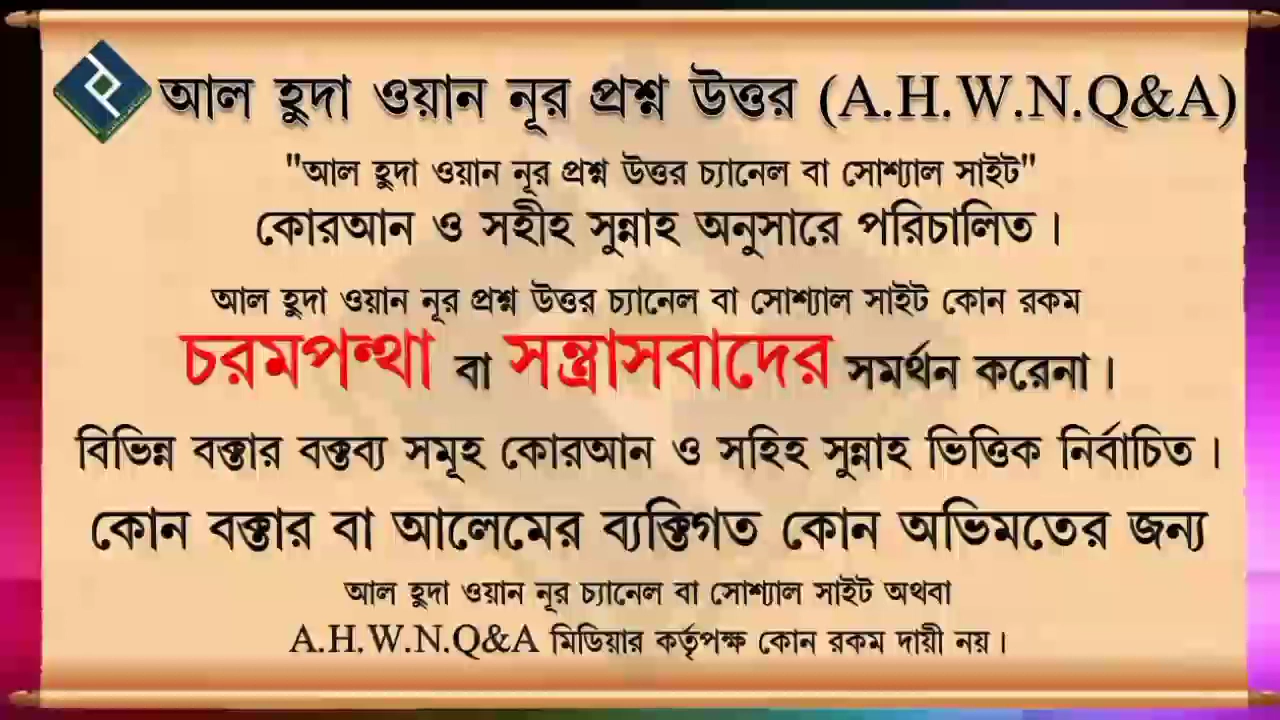 আল হুদা ওয়ান নূর প্রশ্ন উত্তর (A.H.W.N.Q&A)
"আল হুদা ওয়ান নূর প্রশ্ন উত্তর চ্যানেল বা সোশ্যাল সাইট"
কোরআন ও সহীহ সুন্নাহ অনুসারে পরিচালিত।
আল হুদা ওয়ান নূর প্রশ্ন উত্তর চ্যানেল বা সোশ্যাল সাইট কোন রকম
চরমপন্থা বা সন্ত্রাসবাদের সমর্থন করেনা।
বিভিন্ন বক্তার বক্তব্য সমূহ কোরআন ও সহিহ সুন্নাহ ভিত্তিক নির্বাচিত।
কোন বক্তার বা আলেমের ব্যক্তিগত কোন অভিমতের জন্য
আল হুদা ওয়ান নূর চ্যানেল বা সোশ্যাল সাইট অথবা
A.H.W.N.Q&A মিডিয়ার কর্তৃপক্ষ কোন রকম দায়ী নয়।